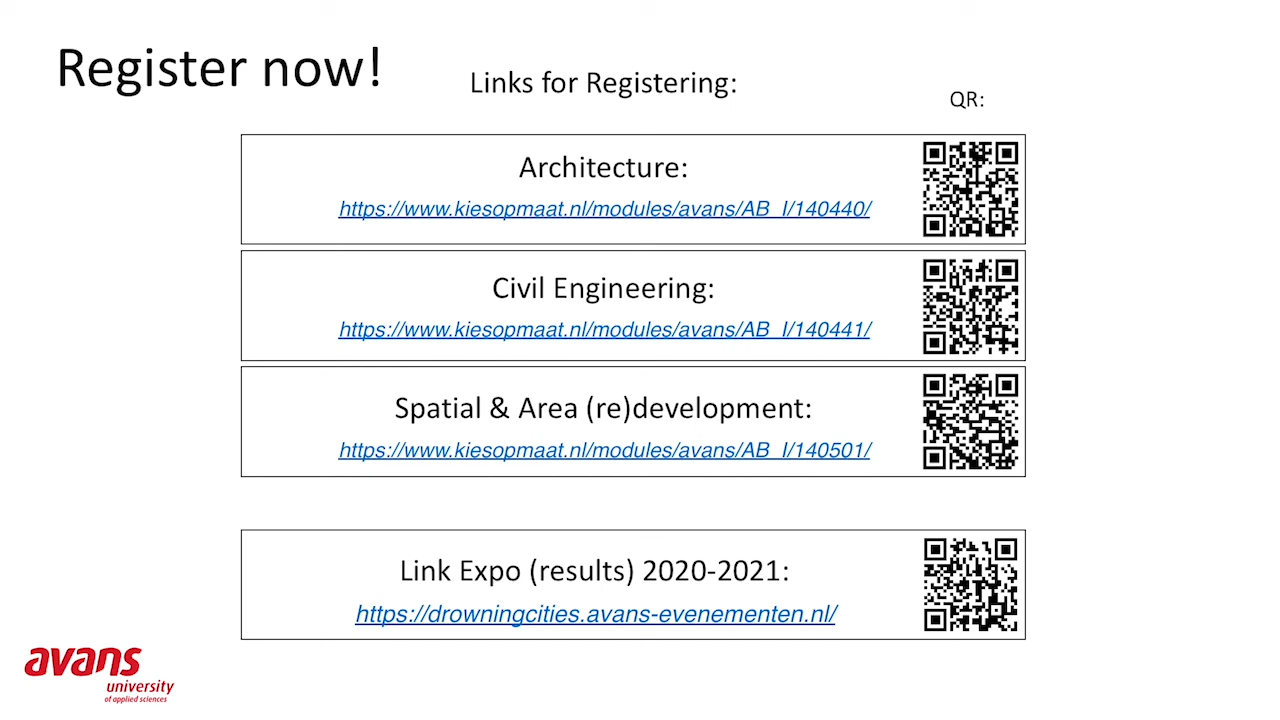 Register now!
Links for Registering:
QR:
Architecture:
https://www.kiesopmaat.nl/modules/avans/AB_I/140440/
Civil Engineering:
https://www.kiesopmaat.nl/modules/avans/AB_I/140441/
Spatial & Area (re)development:
https://www.kiesopmaat.nl/modules/avans/AB_I/140501/
Link Expo (results) 2020-2021:
https://drowningcities.avans-evenementen.nl/
avans
university
of applied sciences